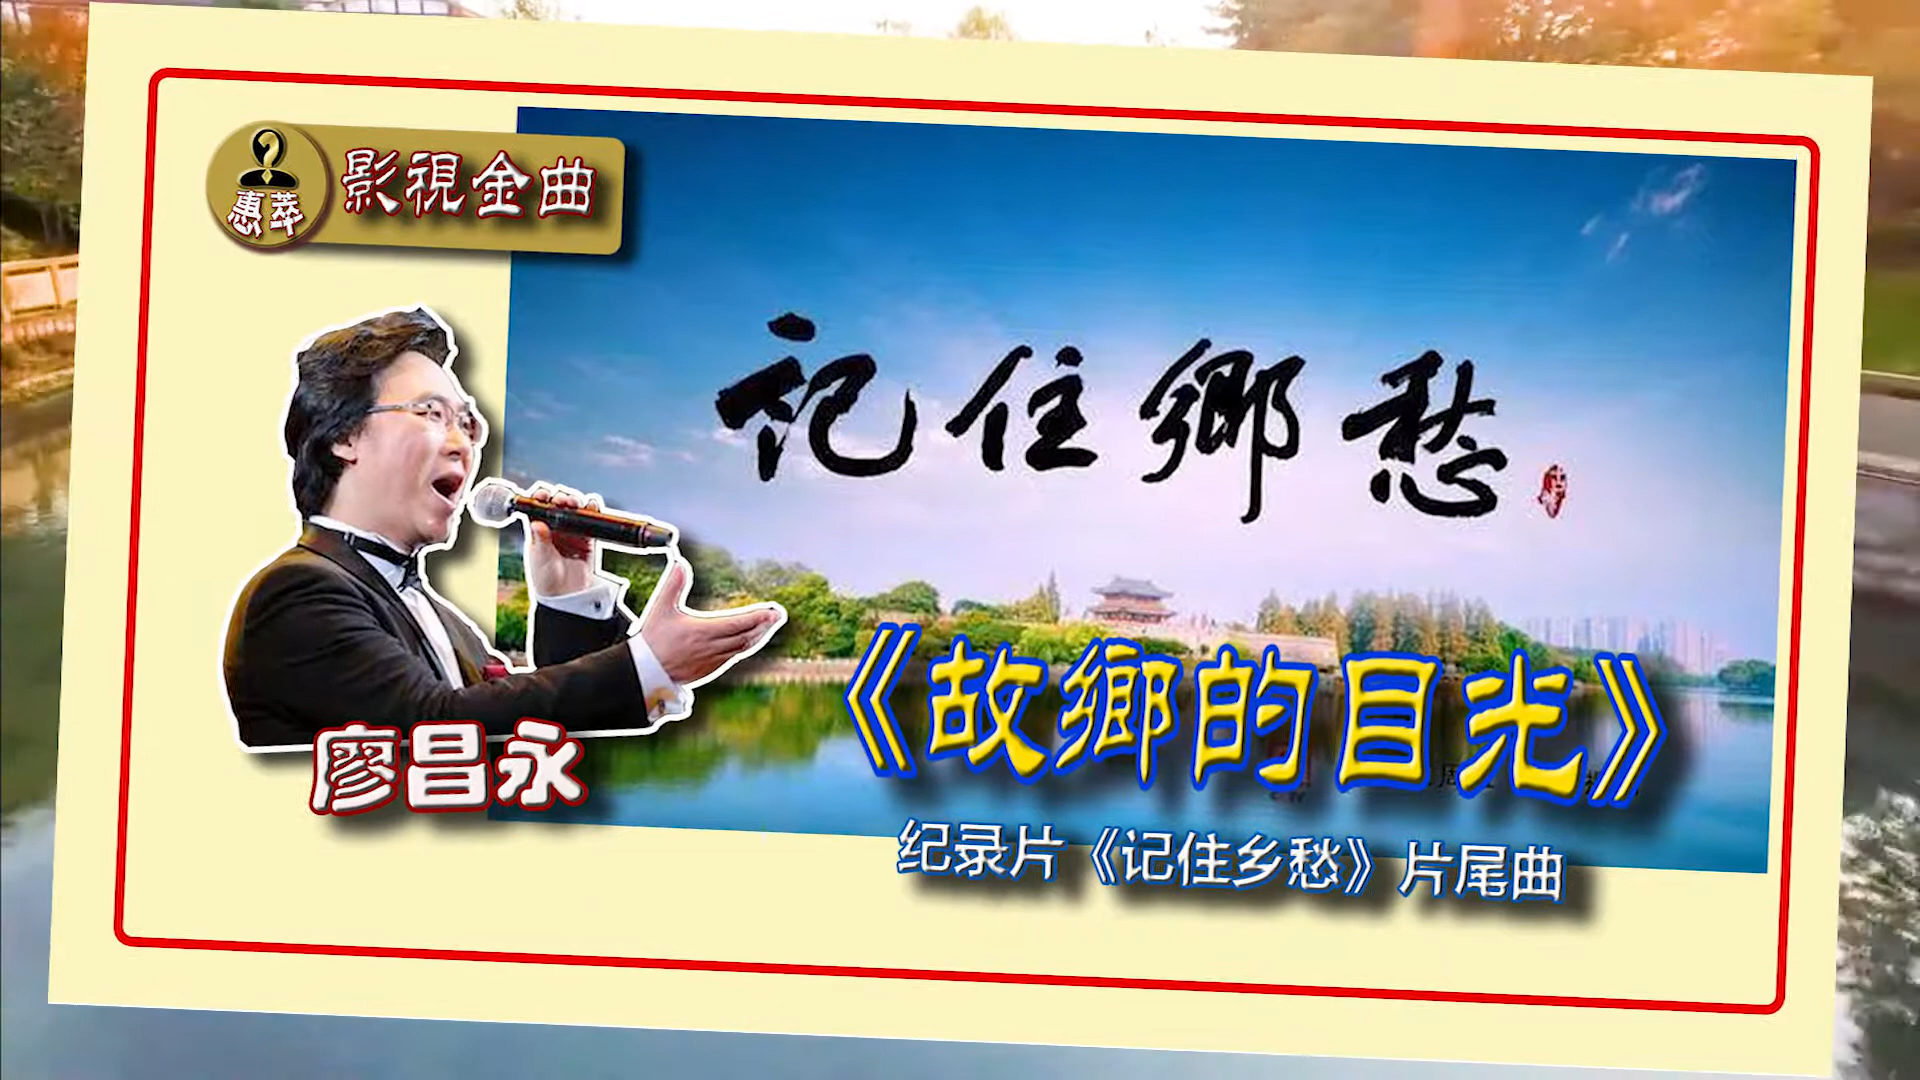 惠萃
影視金曲
记住鄉愁
《故鄉的目光》
廖昌永
纪录片《记住乡愁》片尾曲